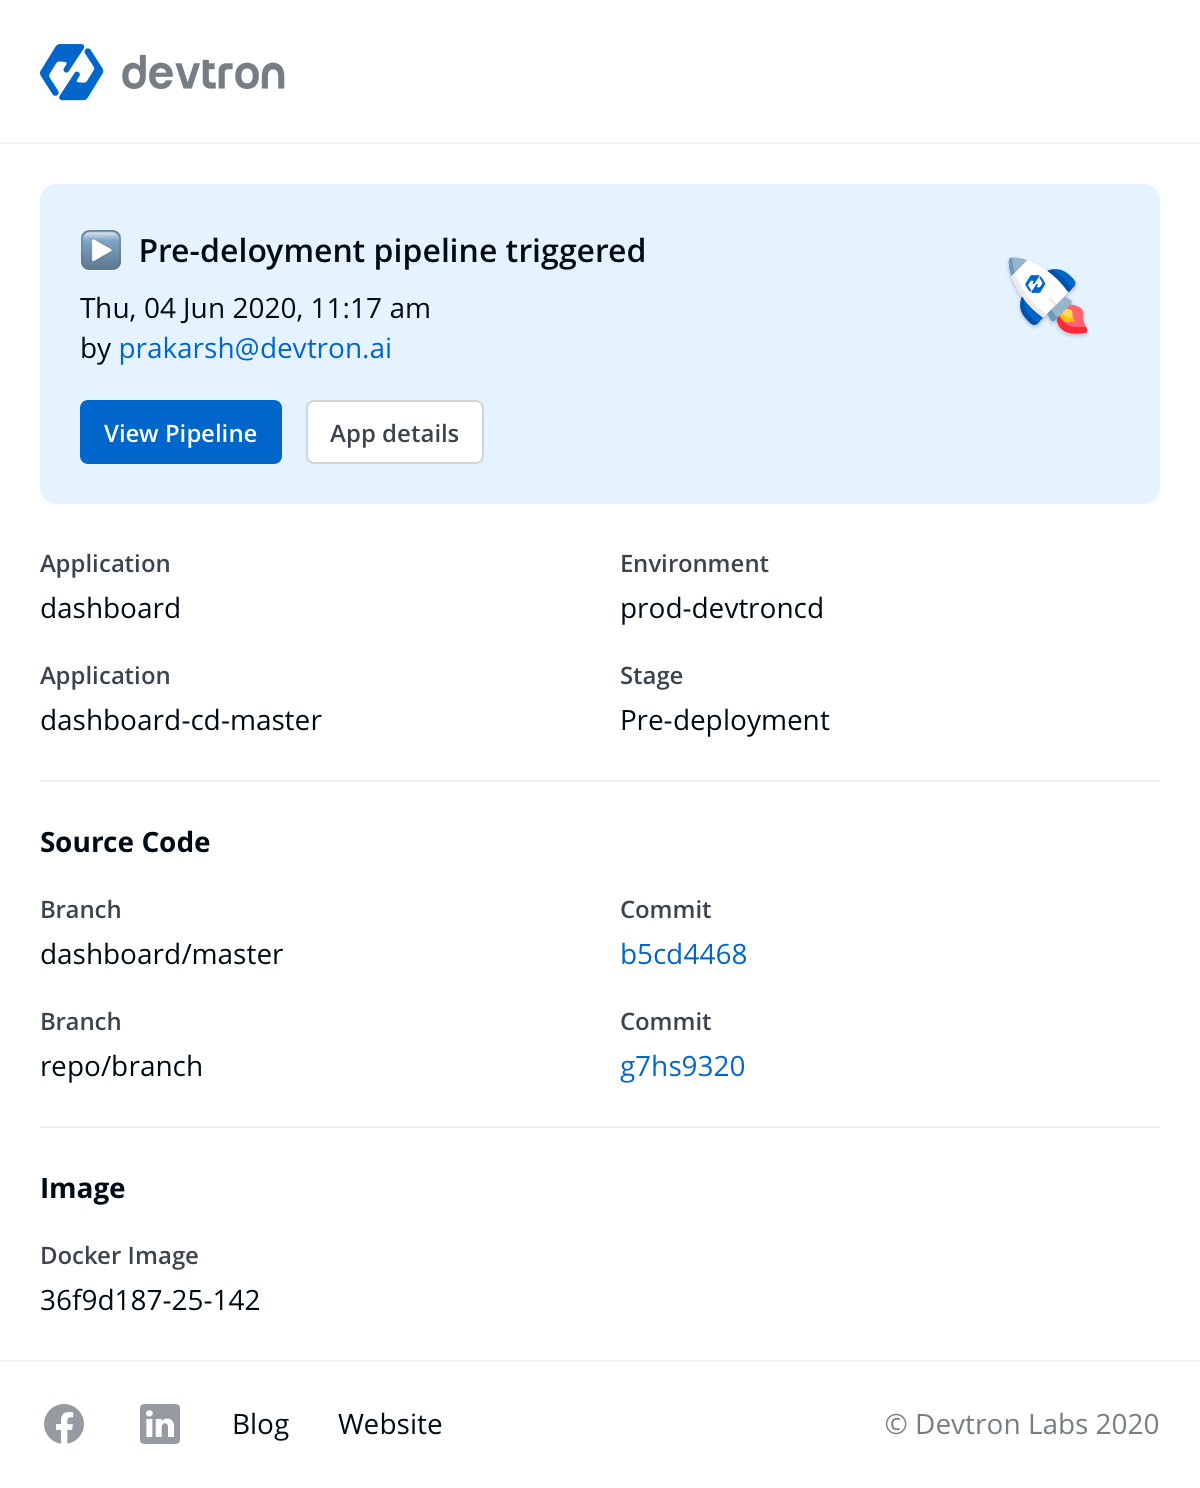 devtron
Pre-deloyment pipeline triggered
Thu, 04 Jun 2020, 11:17 am
by prakarsh@devtron.ai
View Pipeline
App details
Application
Environment
dashboard
prod-devtroncd
Application
Stage
dashboard-cd-master
Pre-deployment
Source Code
Branch
Commit
dashboard/master
b5cd4468
Branch
Commit
repo/branch
g7hs9320
Image
Docker Image
36f9d187-25-142
Blog
Website
© Devtron Labs 2020